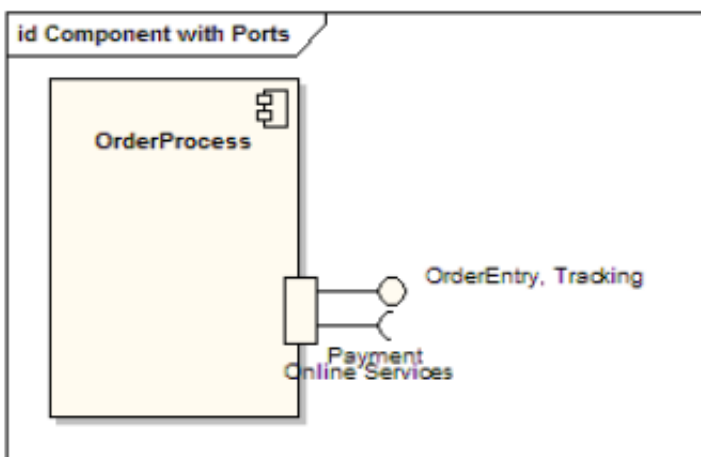 id Component with Ports
OrderProcess
OrderEntry, Tracking
Payment
Online Services